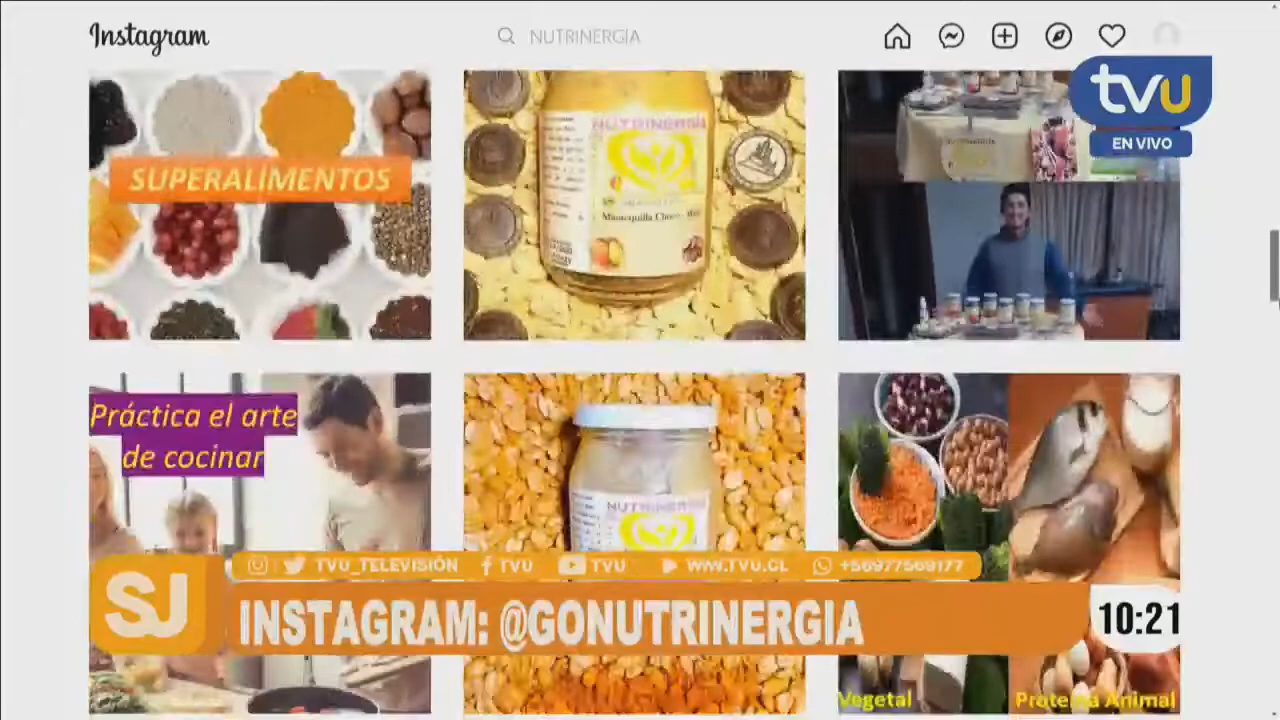 Instagram
NUTRINERGIA
tvu
EN VIVO
SUPERALIMENTOS
NUTRINERGIA
Práctica el arte
de cocinar
NUTRINERGIA
TVU_TELEVISIÓN
TVU
TVU
WWW.TVU.CL
+56977569177
SJ
INSTAGRAM: @GONUTRINERGIA
10:21
Vegetal
Proteína Animal